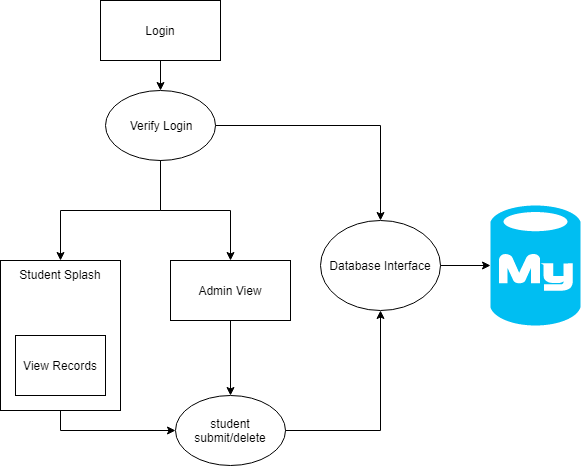 Login
Verify Login
Student Splash
Admin View
Database Interface
My
View Records
student
submit/delete